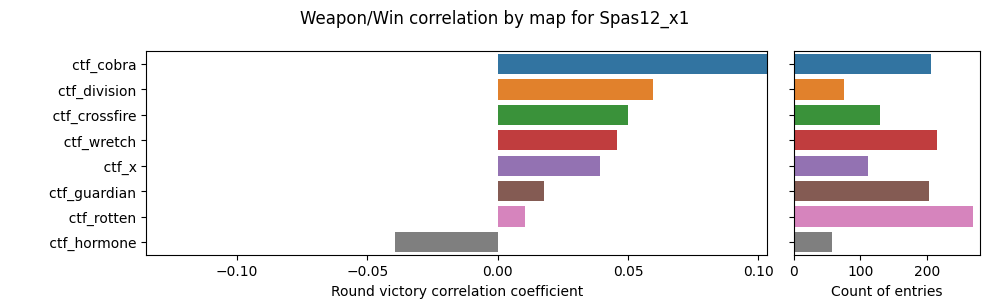 Weapon/Win correlation by map for Spas12_x1
ctf_cobra
ctf_division
ctf_crossfire
ctf_wretch
ctf_x
ctf_guardian
ctf_rotten
ctf_hormone
−0.10 −0.05 0.00 0.05 0.10
0 100 200
Round victory correlation coefficient
Count of entries